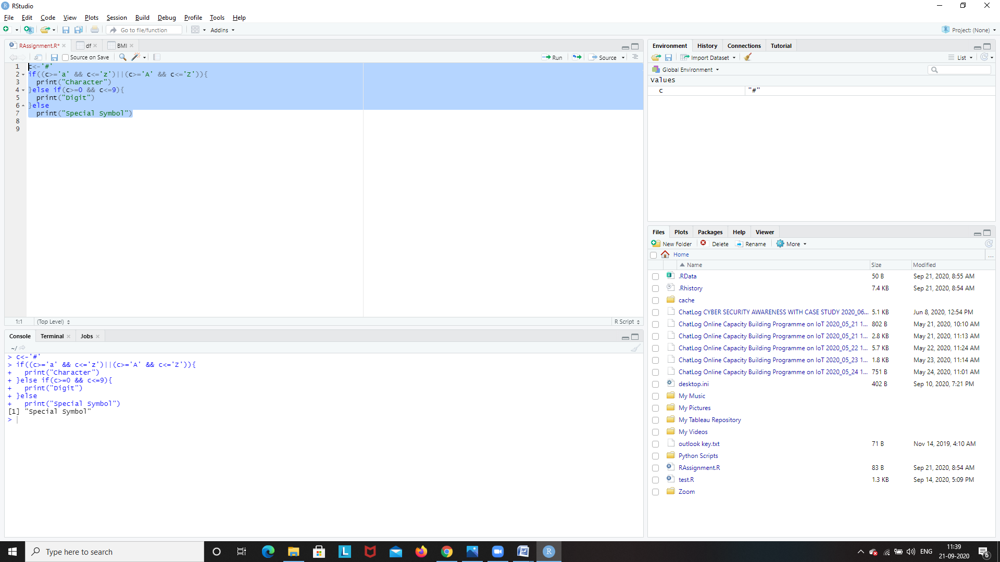 RStudio
File Edit Code View Plots Session Build Debug Profile Tools Help
Go to file/function Addins Project: (None)
RAssignment.R* df BMI
Source on Save Run Source
1 c<-'#'
2 if((c>='a' && c<='z')||(c>='A' && c<='Z')){
3 print("Character")
4 }else if(c>=0 && c<=9){
5 print("Digit")
6 }else
7 print("Special Symbol")
8
9
1:1 (Top Level) R Script
Console Terminal Jobs
~/
> c<-'#'
> if((c>='a' && c<='z')||(c>='A' && c<='Z')){
+ print("Character")
+ }else if(c>=0 && c<=9){
+ print("Digit")
+ }else
+ print("Special Symbol")
[1] "Special Symbol"
>
Environment History Connections Tutorial
Import Dataset List
Global Environment
Values
c "#"
Files Plots Packages Help Viewer
New Folder Delete Rename More
Home ...
Name Size Modified
.RData 50 B Sep 21, 2020, 8:55 AM
.Rhistory 7.4 KB Sep 21, 2020, 8:54 AM
cache
ChatLog CYBER SECURITY AWARENESS WITH CASE STUDY 2020_06... 5.1 KB Jun 8, 2020, 12:54 PM
ChatLog Online Capacity Building Programme on IoT 2020_05_21 1... 802 B May 21, 2020, 10:10 AM
ChatLog Online Capacity Building Programme on IoT 2020_05_21 1... 2.8 KB May 21, 2020, 11:13 AM
ChatLog Online Capacity Building Programme on IoT 2020_05_22 1... 5.7 KB May 22, 2020, 11:24 AM
ChatLog Online Capacity Building Programme on IoT 2020_05_23 1... 1.8 KB May 23, 2020, 11:14 AM
ChatLog Online Capacity Building Programme on IoT 2020_05_24 1... 751 B May 24, 2020, 11:01 AM
desktop.ini 402 B Sep 10, 2020, 7:21 PM
My Music
My Pictures
My Tableau Repository
My Videos
outlook key.txt 71 B Nov 14, 2019, 4:10 AM
Python Scripts
RAssignment.R 83 B Sep 21, 2020, 8:54 AM
test.R 1.3 KB Sep 14, 2020, 5:09 PM
Zoom
Type here to search
ENG
11:39
21-09-2020
6